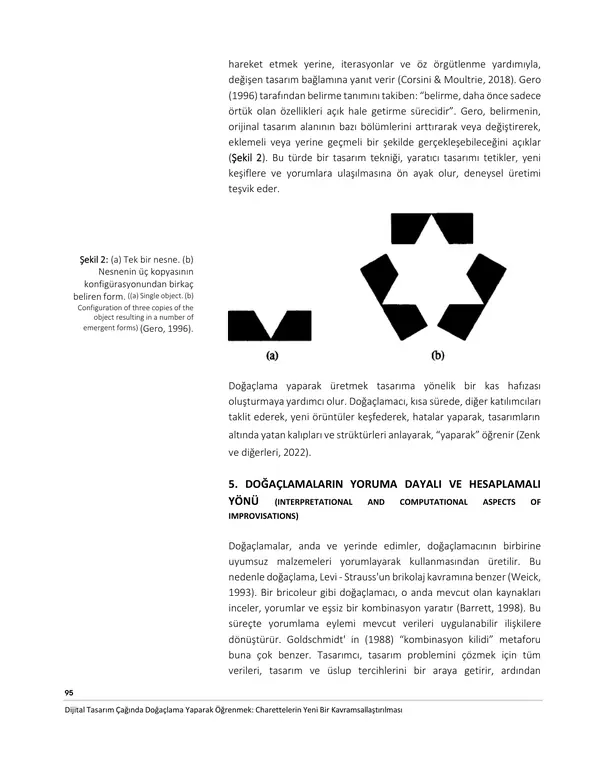 hareket etmek yerine, iterasyonlar ve öz örgütlenme yardımıyla,
değişen tasarım bağlamına yanıt verir (Corsini & Moultrie, 2018). Gero
(1996) tarafından belirme tanımını takiben: “belirme, daha önce sadece
örtük olan özellikleri açık hale getirme sürecidir”. Gero, belirmenin,
orijinal tasarım alanının bazı bölümlerini arttırarak veya değiştirerek,
eklemeli veya yerine geçmeli bir şekilde gerçekleşebileceğini açıklar
(Şekil 2). Bu türde bir tasarım tekniği, yaratıcı tasarımı tetikler, yeni
keşiflere ve yorumlara ulaşılmasına ön ayak olur, deneysel üretimi
teşvik eder.
Şekil 2: (a) Tek bir nesne. (b)
Nesnenin üç kopyasının
konfigürasyonundan birkaç
beliren form. ((a) Single object. (b)
Configuration of three copies of the
object resulting in a number of
emergent forms) (Gero, 1996).
(a)
(b)
Doğaçlama yaparak üretmek tasarıma yönelik bir kas hafızası
oluşturmaya yardımcı olur. Doğaçlamacı, kısa sürede, diğer katılımcıları
taklit ederek, yeni örüntüler keşfederek, hatalar yaparak, tasarımların
altında yatan kalıpları ve strüktürleri anlayarak, “yaparak” öğrenir (Zenk
ve diğerleri, 2022).
5. DOĞAÇLAMALARIN YORUMA DAYALI VE HESAPLAMALI
YÖNÜ (INTERPRETATIONAL AND COMPUTATIONAL ASPECTS OF
IMPROVISATIONS)
Doğaçlamalar, anda ve yerinde edimler, doğaçlamacının birbirine
uyumsuz malzemeleri yorumlayarak kullanmasından üretilir. Bu
nedenle doğaçlama, Levi - Strauss'un brikolaj kavramına benzer (Weick,
1993). Bir bricoleur gibi doğaçlamacı, o anda mevcut olan kaynakları
inceler, yorumlar ve eşsiz bir kombinasyon yaratır (Barrett, 1998). Bu
süreçte yorumlama eylemi mevcut verileri uygulanabilir ilişkilere
dönüştürür. Goldschmidt' in (1988) “kombinasyon kilidi” metaforu
buna çok benzer. Tasarımcı, tasarım problemini çözmek için tüm
verileri, tasarım ve üslup tercihlerini bir araya getirir, ardından
95
Dijital Tasarım Çağında Doğaçlama Yaparak Öğrenmek: Charettelerin Yeni Bir Kavramsallaştırılması